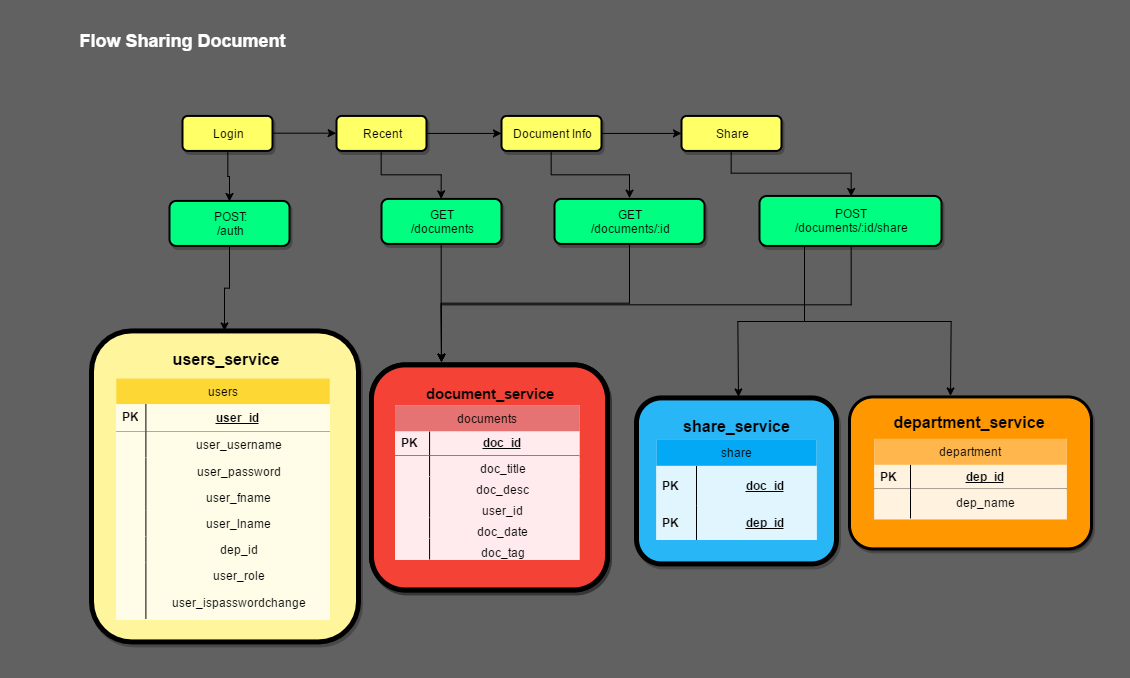 Flow Sharing Document
Login
Recent
Document Info
Share
POST:
/auth
GET
/documents
GET
/documents/:id
POST
/documents/:id/share
users_service
users
PK
user_id
user_username
user_password
user_fname
user_lname
dep_id
user_role
user_ispasswordchange
document_service
documents
PK
doc_id
doc_title
doc_desc
user_id
doc_date
doc_tag
share_service
share
PK
doc_id
PK
dep_id
department_service
department
PK
dep_id
dep_name